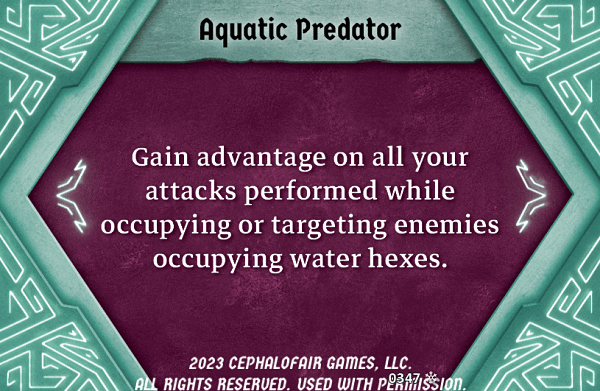 Aquatic Predator
Gain advantage on all your
attacks performed while
occupying or targeting enemies
occupying water hexes.
2023 CEPHALOFAIR GAMES, LLC.
ALL RIGHTS RESERVED. USED WITH PERMISSION.
0347